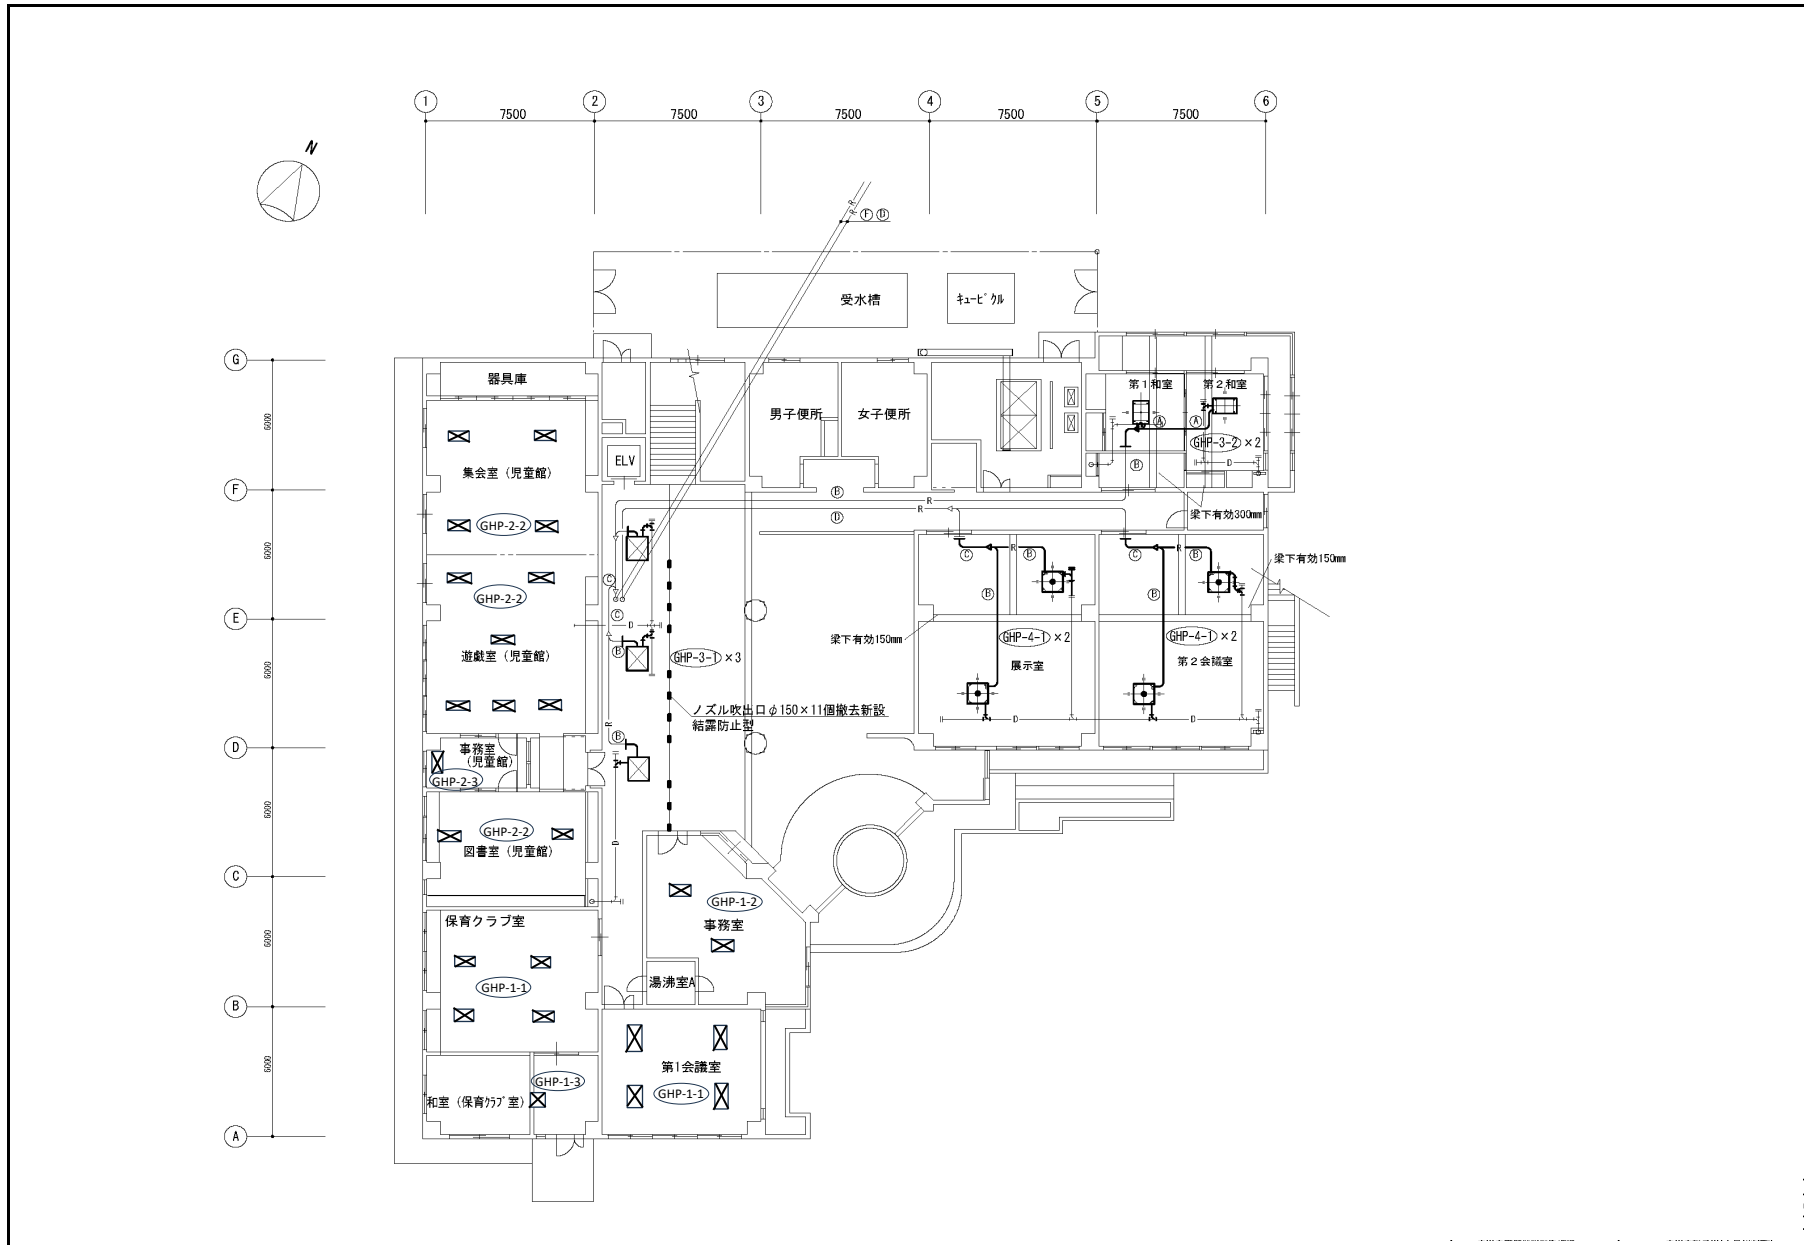 ① ② ③ ④ ⑤ ⑥
7500 7500 7500 7500 7500
N
R
R Ⓕ Ⓓ
受水槽 ｷｭｰﾋﾞｸﾙ
Ⓖ
6000
Ⓕ
6000
Ⓔ
6000
Ⓓ
6000
Ⓒ
6000
Ⓑ
6000
Ⓐ
器具庫
集会室（児童館）
GHP-2-2
GHP-2-2
遊戯室（児童館）
事務室
（児童館）
GHP-2-3
GHP-2-2
図書室（児童館）
保育クラブ室
GHP-1-1
GHP-1-3
和室（保育ｸﾗﾌﾞ室）
ELV
男子便所 女子便所
第１和室 第２和室
Ⓐ Ⓐ
GHP-3-2 ×2
Ⓑ D
梁下有効300mm
Ⓑ R
Ⓓ R
梁下有効150mm
Ⓒ R Ⓑ Ⓒ R Ⓑ
Ⓑ Ⓑ
梁下有効150mm
GHP-4-1 ×2
展示室
GHP-4-1 ×2
第２会議室
D D
Ⓒ
Ⓒ
D
Ⓑ
GHP-3-1 ×3
R
Ⓑ
D
ノズル吹出口φ150×11個撤去新設
結露防止型
GHP-1-2
事務室
湯沸室A
第1会議室
GHP-1-1